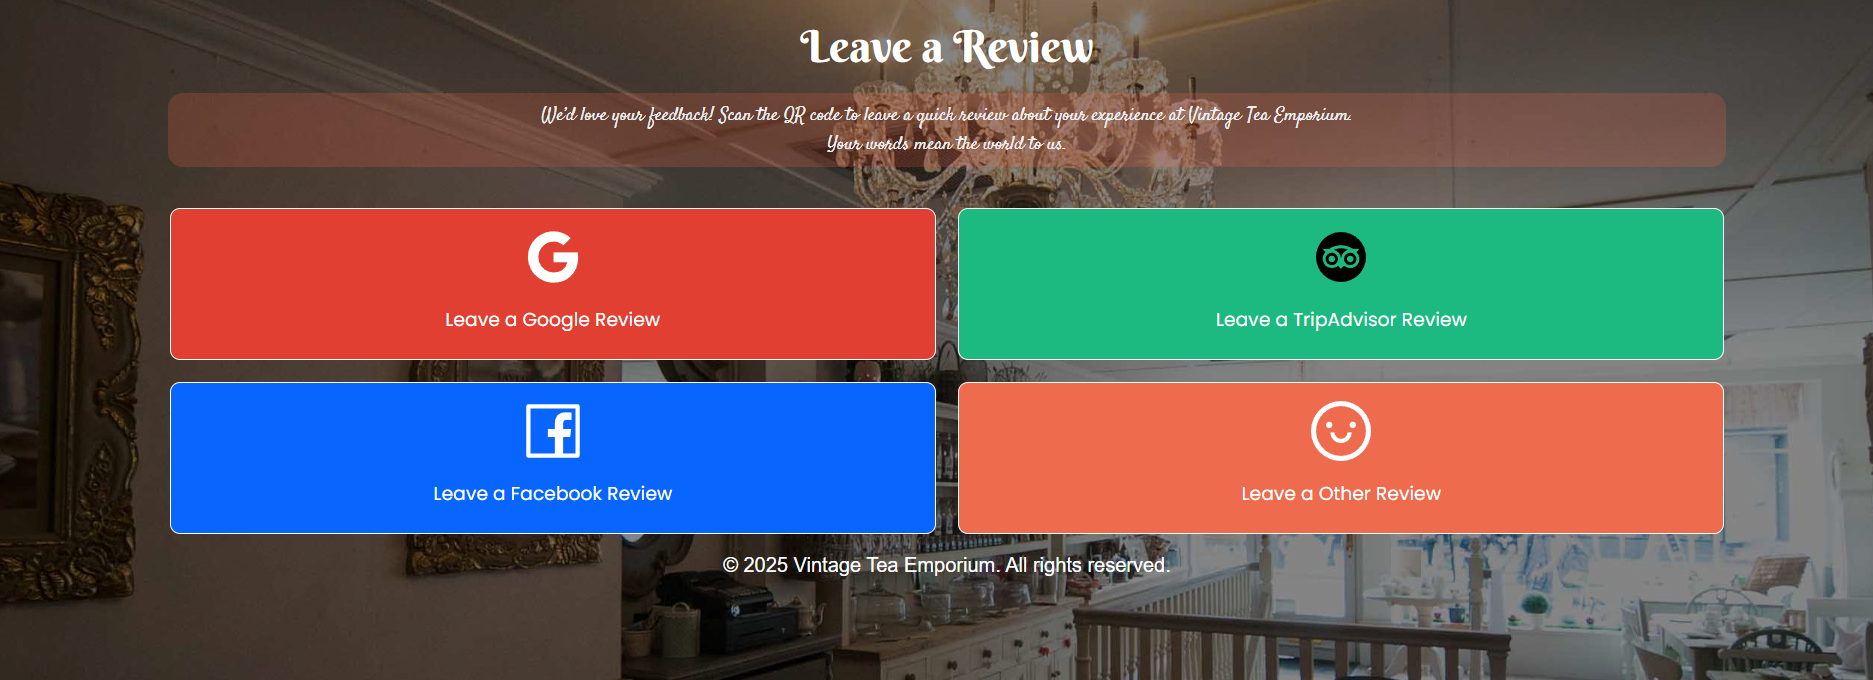 Leave a Review
We'd love your feedback! Scan the QR code to leave a quick review about your experience at Vintage Tea Emporium.
Your words mean the world to us.
Leave a Google Review
Leave a TripAdvisor Review
Leave a Facebook Review
Leave a Other Review
© 2025 Vintage Tea Emporium. All rights reserved.